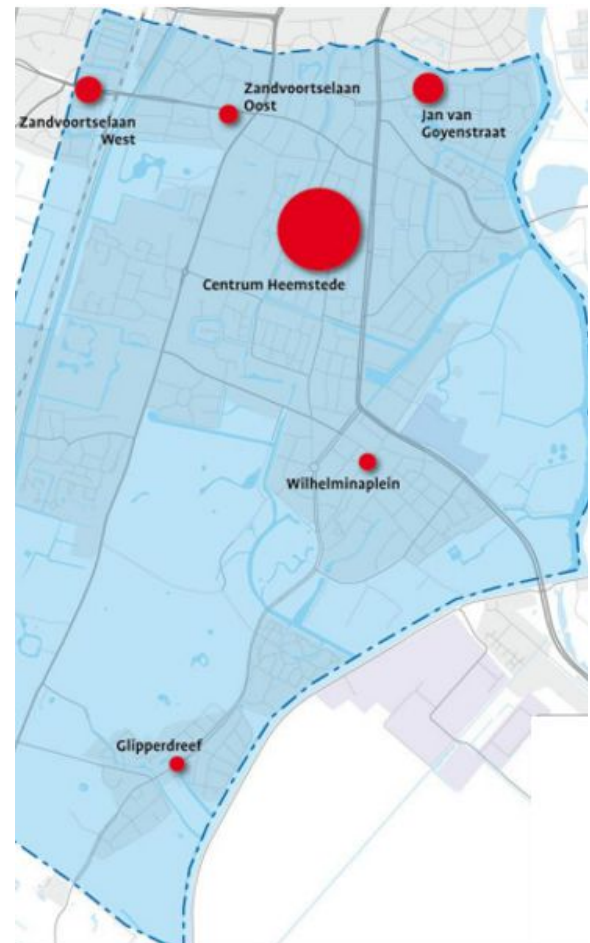 Zandvoortselaan
Oost
Zandvoortselaan
West
Jan van
Goyenstraat
Centrum Heemstede
Wilhelminaplein
Glipperdreef